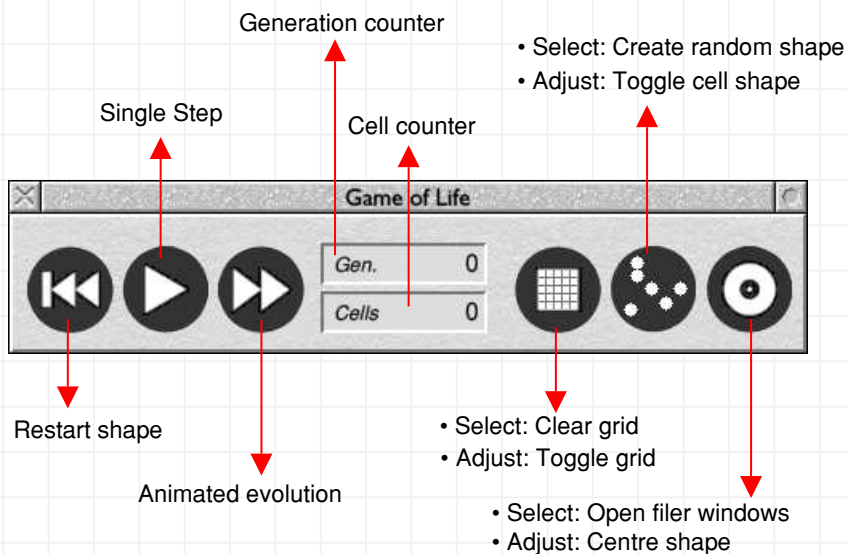 Generation counter
• Select: Create random shape
• Adjust: Toggle cell shape
Single Step
Cell counter
Game of Life
Gen. 0
Cells 0
Restart shape
• Select: Clear grid
• Adjust: Toggle grid
Animated evolution
• Select: Open filer windows
• Adjust: Centre shape